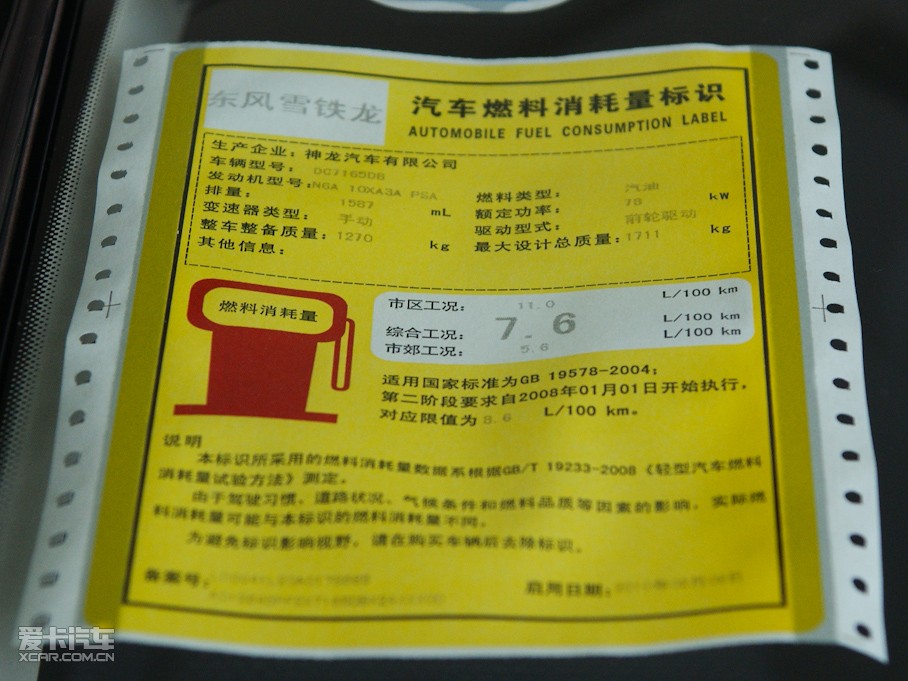 东风雪铁龙
汽车燃料消耗量标识
AUTOMOBILE FUEL CONSUMPTION LABEL
生产企业：神龙汽车有限公司
车辆型号： DC7165DB
发动机型号：N6A 10XA3A PSA
燃料类型： 汽油
排量： 1587 mL
额定功率： 78 kW
变速器类型： 手动
驱动型式： 前轮驱动
整车整备质量： 1270 kg
最大设计总质量： 1711 kg
其他信息：
燃料消耗量
市区工况： 11.0 L/100 km
综合工况： 7.6 L/100 km
市郊工况： 5.6 L/100 km
适用国家标准为GB 19578-2004；
第二阶段要求自2008年01月01日开始执行，
对应限值为 8.6 L/100 km。
说明
本标识所采用的燃料消耗量数据系根据GB/T 19233-2008《轻型汽车燃料
消耗量试验方法》测定。
由于驾驶习惯、道路状况、气候条件和燃料品质等因素的影响，实际燃
料消耗量可能与本标识的燃料消耗量不同。
为避免标识影响视野，请在购买车辆后去除标识。
备案号：
启用日期：
爱卡汽车
XCAR.COM.CN